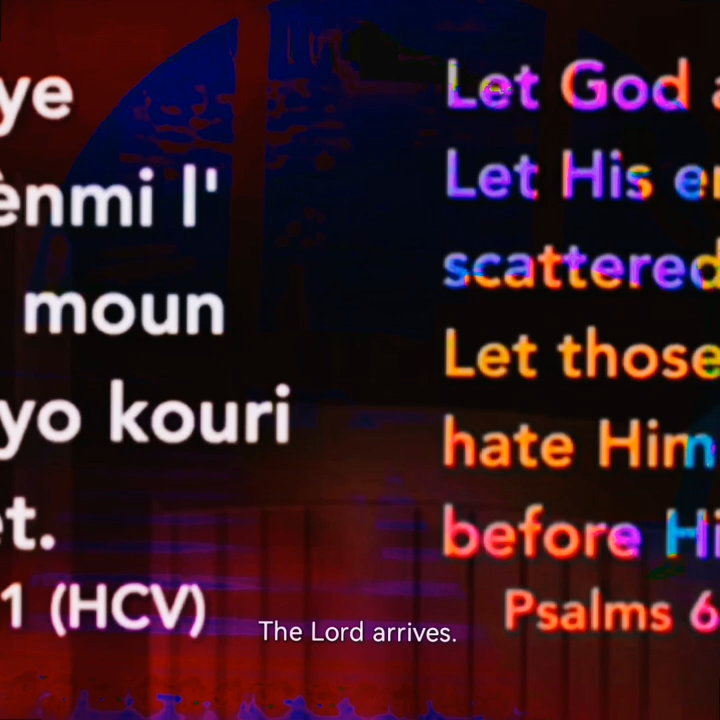 ye
ènmi l'
moun
yo kouri
t.
1 (HCV)
Let God
Let His
scattered
Let those
hate Him
before
Psalms 6
The Lord arrives.